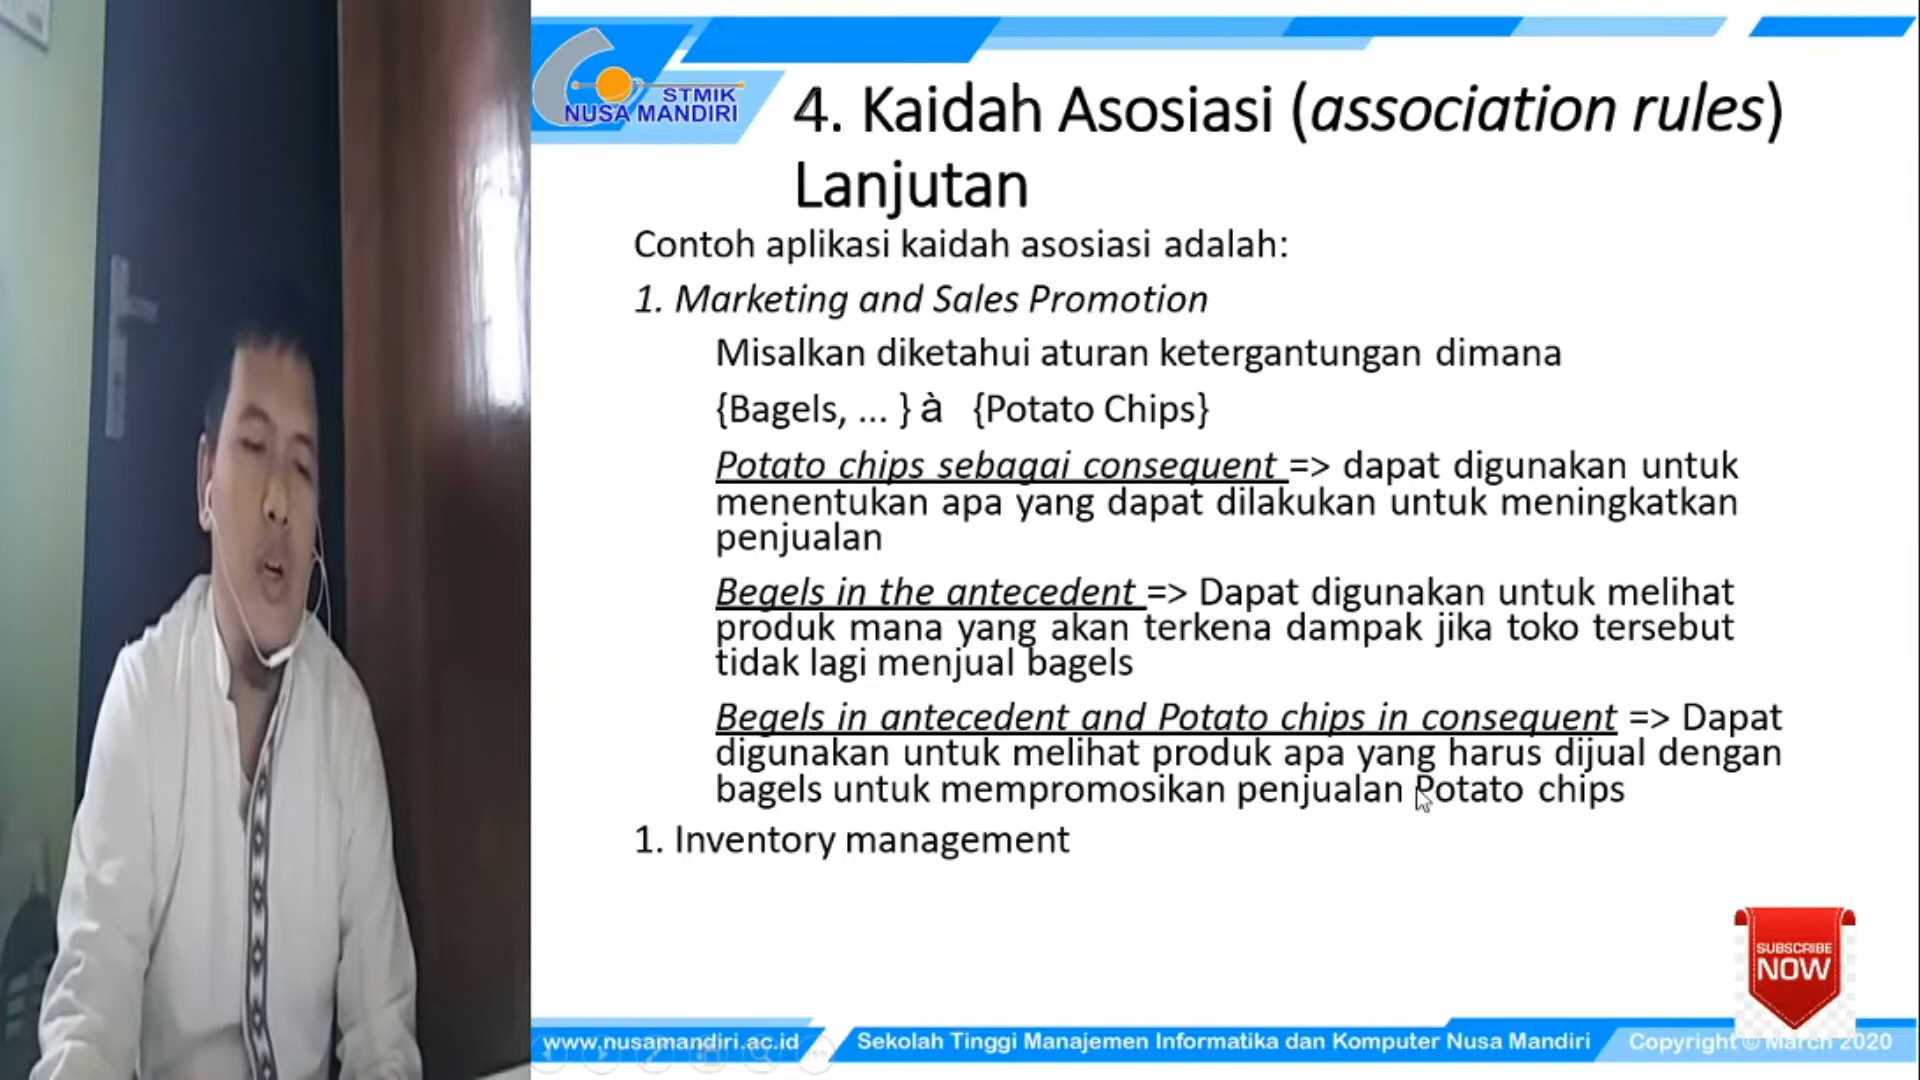 STMIK
NUSA MANDIRI
4. Kaidah Asosiasi (association rules)
Lanjutan
Contoh aplikasi kaidah asosiasi adalah:
1. Marketing and Sales Promotion
Misalkan diketahui aturan ketergantungan dimana
{Bagels, ... } à {Potato Chips}
Potato chips sebagai consequent => dapat digunakan untuk
menentukan apa yang dapat dilakukan untuk meningkatkan
penjualan
Begels in the antecedent => Dapat digunakan untuk melihat
produk mana yang akan terkena dampak jika toko tersebut
tidak lagi menjual bagels
Begels in antecedent and Potato chips in consequent => Dapat
digunakan untuk melihat produk apa yang harus dijual dengan
bagels untuk mempromosikan penjualan Potato chips
1. Inventory management
SUBSCRIBE
NOW
www.nusamandiri.ac.id
Sekolah Tinggi Manajemen Informatika dan Komputer Nusa Mandiri
Copyright © March 2020